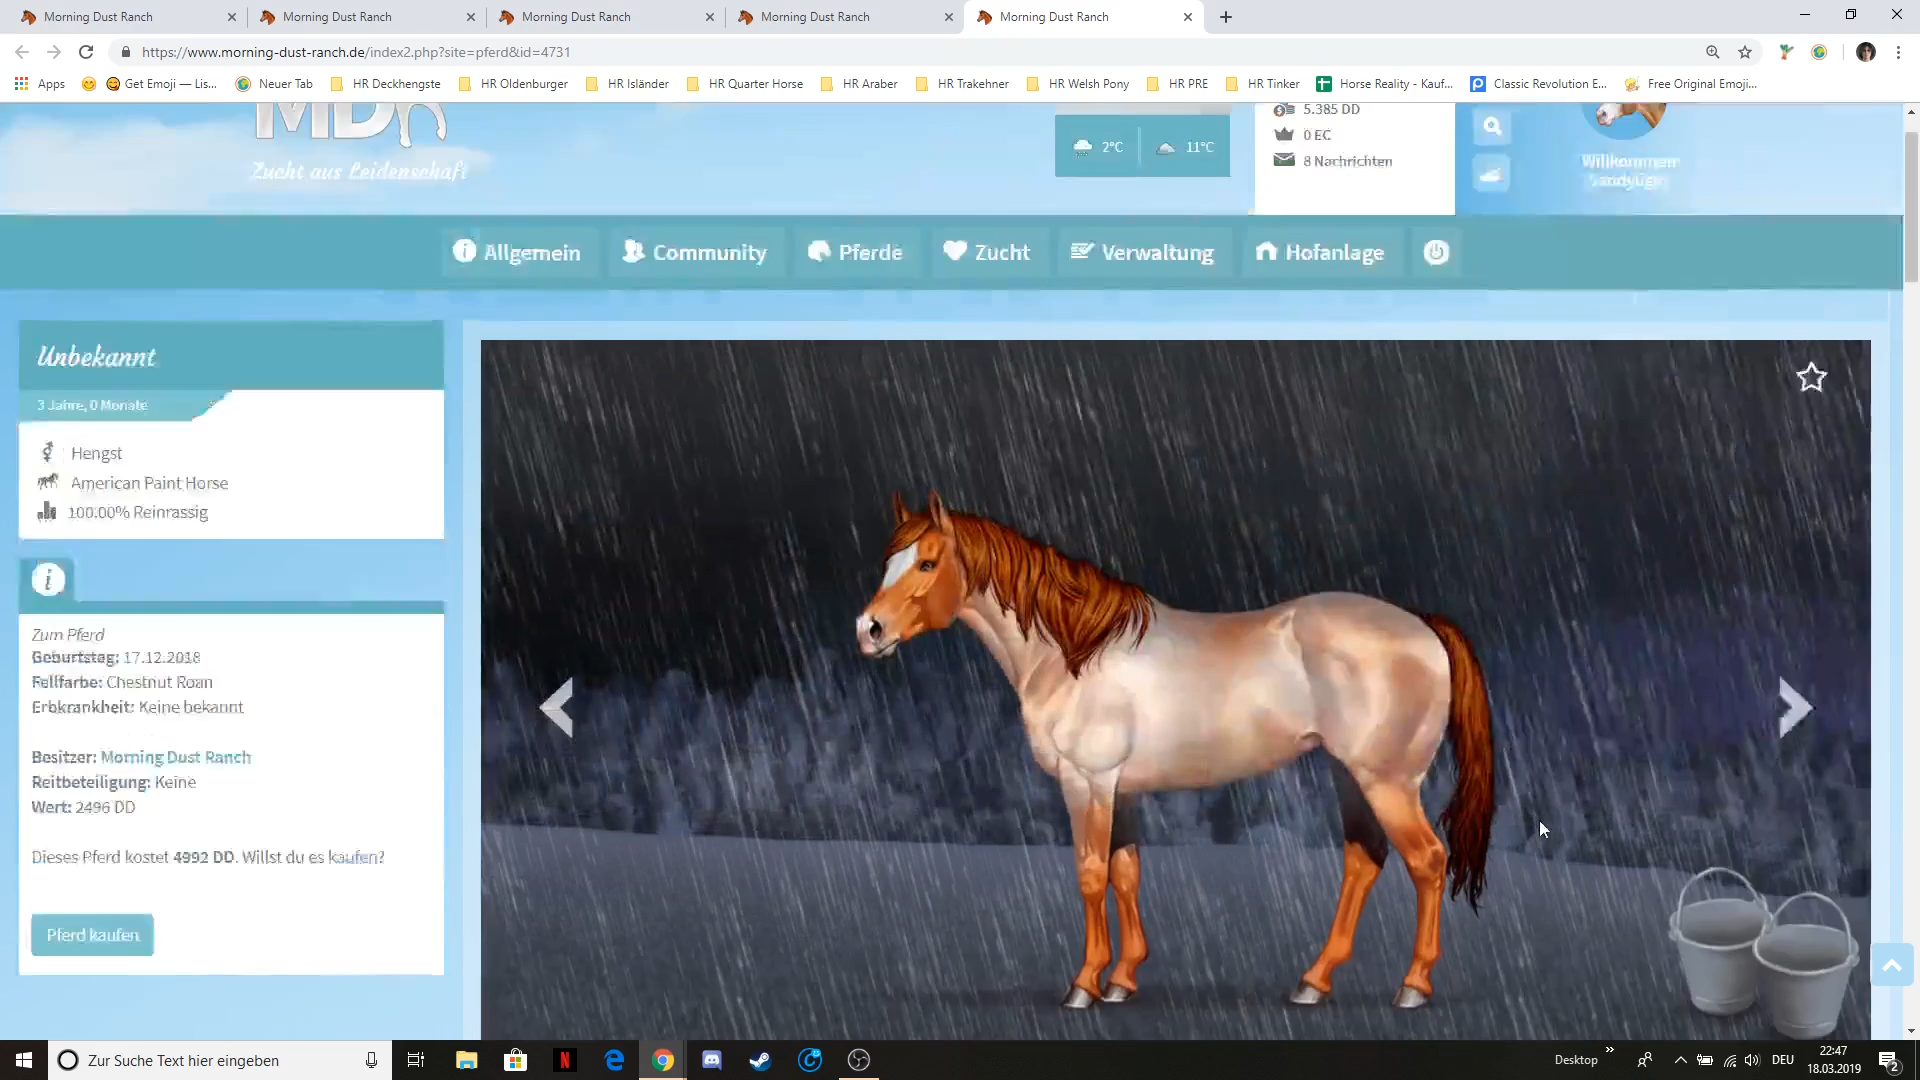 Morning Dust Ranch
Morning Dust Ranch
Morning Dust Ranch
Morning Dust Ranch
Morning Dust Ranch
https://www.morning-dust-ranch.de/index2.php?site=pferd&id=4731
Apps
Get Emoji — Lis...
Neuer Tab
HR Deckhengste
HR Oldenburger
HR Isländer
HR Quarter Horse
HR Araber
HR Trakehner
HR Welsh Pony
HR PRE
HR Tinker
Horse Reality - Kauf...
Classic Revolution E...
Free Original Emoji...
MDR
Zucht aus Leidenschaft
2°C
11°C
5.385 DD
0 EC
8 Nachrichten
Willkommen
Allgemein
Community
Pferde
Zucht
Verwaltung
Hofanlage
Unbekannt
3 Jahre, 0 Monate
Hengst
American Paint Horse
100.00% Reinrassig
Zum Pferd
Geburtstag: 17.12.2018
Fellfarbe: Chestnut Roan
Erbkrankheit: Keine bekannt
Besitzer: Morning Dust Ranch
Reitbeteiligung: Keine
Wert: 2496 DD
Dieses Pferd kostet 4992 DD. Willst du es kaufen?
Pferd kaufen
Zur Suche Text hier eingeben
Desktop
DEU
22:47
18.03.2019
2